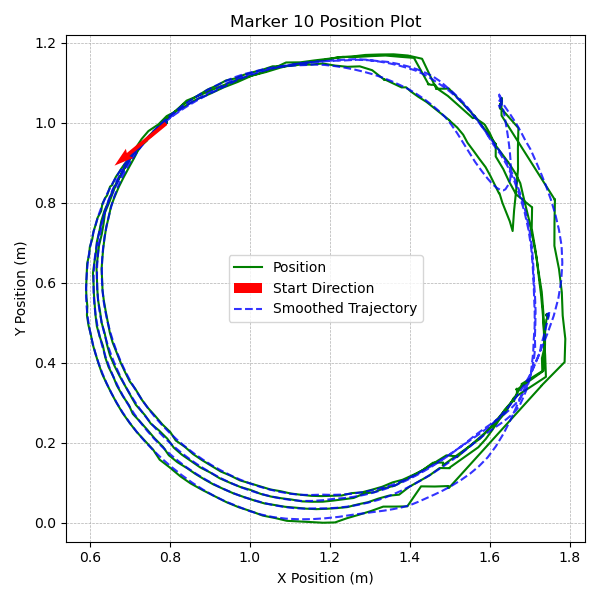 Marker 10 Position Plot
Y Position (m)
1.2
1.0
0.8
0.6
0.4
0.2
0.0
Position
Start Direction
Smoothed Trajectory
0.6 0.8 1.0 1.2 1.4 1.6 1.8
X Position (m)